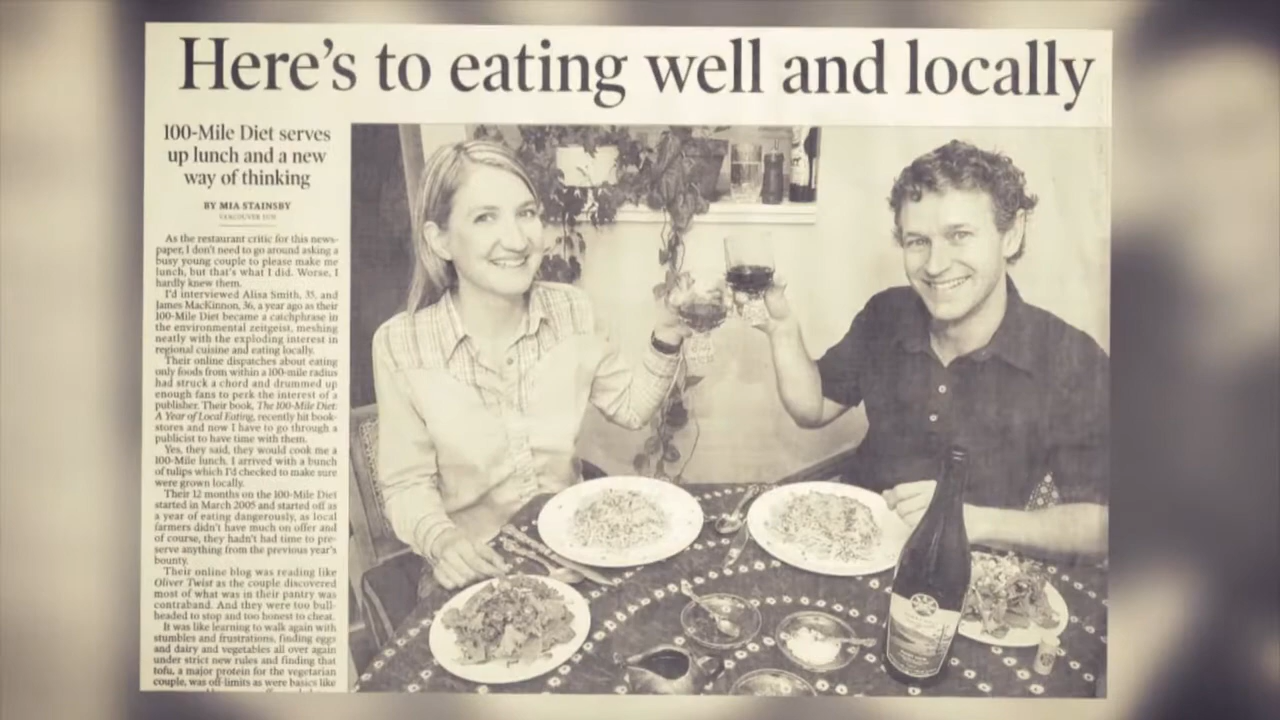 Here's to eating well and locally
100-Mile Diet serves
up lunch and a new
way of thinking
BY MIA STAINSBY
VANCOUVER SUN
As the restaurant critic for this news-
paper, I don't need to go around asking a
busy young couple to please make me
lunch, but that's what I did. Worse, I
hardly knew them.
I'd interviewed Alisa Smith, 35, and
James MacKinnon, 36, a year ago as their
100-Mile Diet became a catchphrase in
the environmental zeitgeist, meshing
neatly with the exploding interest in
regional cuisine and eating locally.
Their online dispatches about eating
only foods from within a 100-mile radius
had struck a chord and drummed up
enough fans to perk the interest of a
publisher. Their book, The 100-Mile Diet:
A Year of Local Eating, recently hit book-
stores and now I have to go through a
publicist to have time with them.
Yes, they said, they would cook me a
100-Mile lunch. I arrived with a bunch
of tulips which I'd checked to make sure
were grown locally.
Their 12 months on the 100-Mile Diet
started in March 2005 and started off as
a year of eating dangerously, as local
farmers didn't have much on offer and
of course, they hadn't had time to pre-
serve anything from the previous year's
bounty.
Their online blog was reading like
Oliver Twist as the couple discovered
most of what was in their pantry was
contraband. And they were too bull-
headed to stop and too honest to cheat.
It was like learning to walk again with
stumbles and frustrations, finding eggs
and dairy and vegetables all over again
under strict new rules and finding that
tofu, a major protein for the vegetarian
couple, was off-limits as were basics like